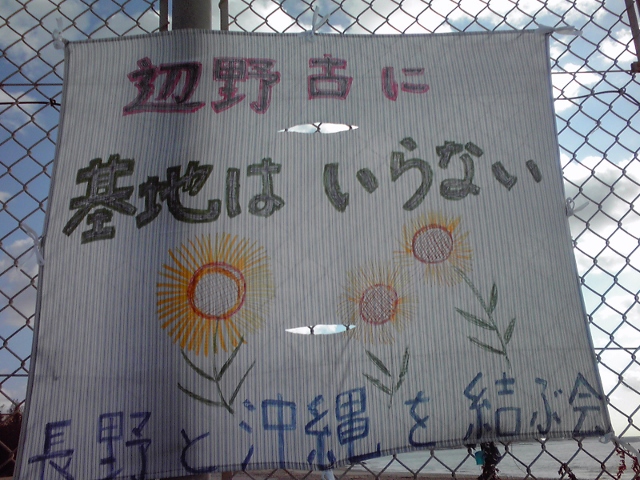 辺野古に
基地はいらない
長野と沖縄を結ぶ会